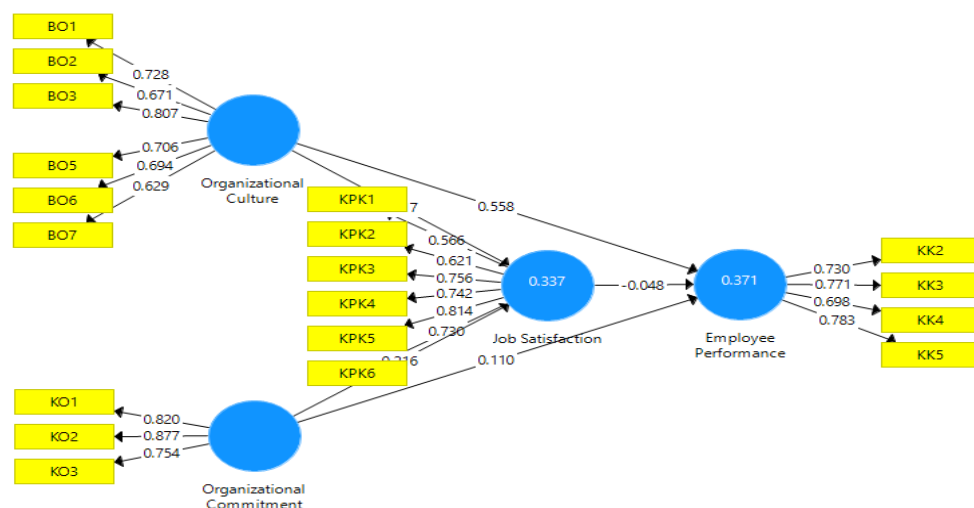 BO1
BO2
BO3
BO5
BO6
BO7
0.728
0.671
0.807
0.706
0.694
0.629
Organizational
Culture
KPK1
KPK2
KPK3
KPK4
KPK5
KPK6
0.566
0.621
0.756
0.742
0.814
0.730
0.558
0.337
Job Satisfaction
-0.048
0.110
0.371
Employee
Performance
0.730
0.771
0.698
0.783
KK2
KK3
KK4
KK5
KO1
KO2
KO3
0.820
0.877
0.754
Organizational
Commitment